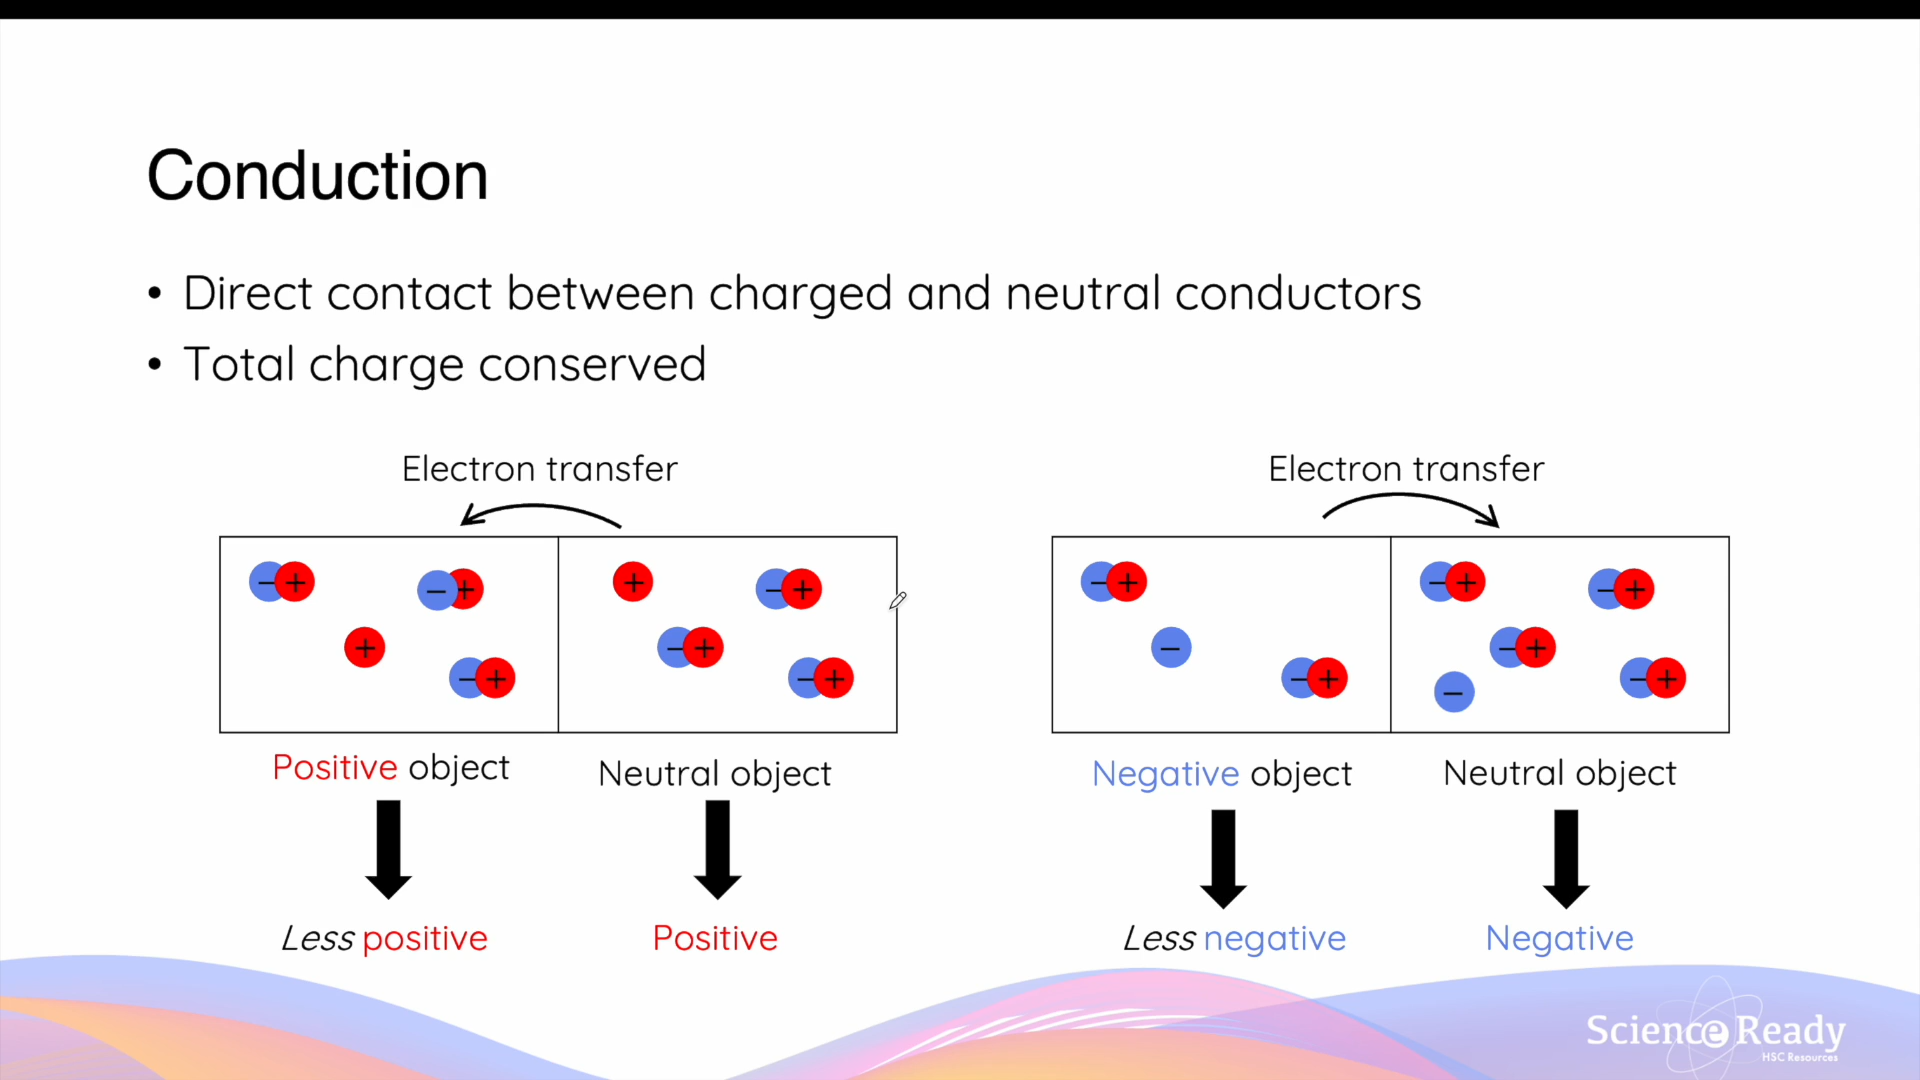 Conduction
• Direct contact between charged and neutral conductors
• Total charge conserved
Electron transfer
− + − + + − +
+ − + − + − +
Positive object
Neutral object
Less positive
Positive
Electron transfer
− + − − +
− + − + − + − − +
Negative object
Neutral object
Less negative
Negative
Science Ready
HSC Resources